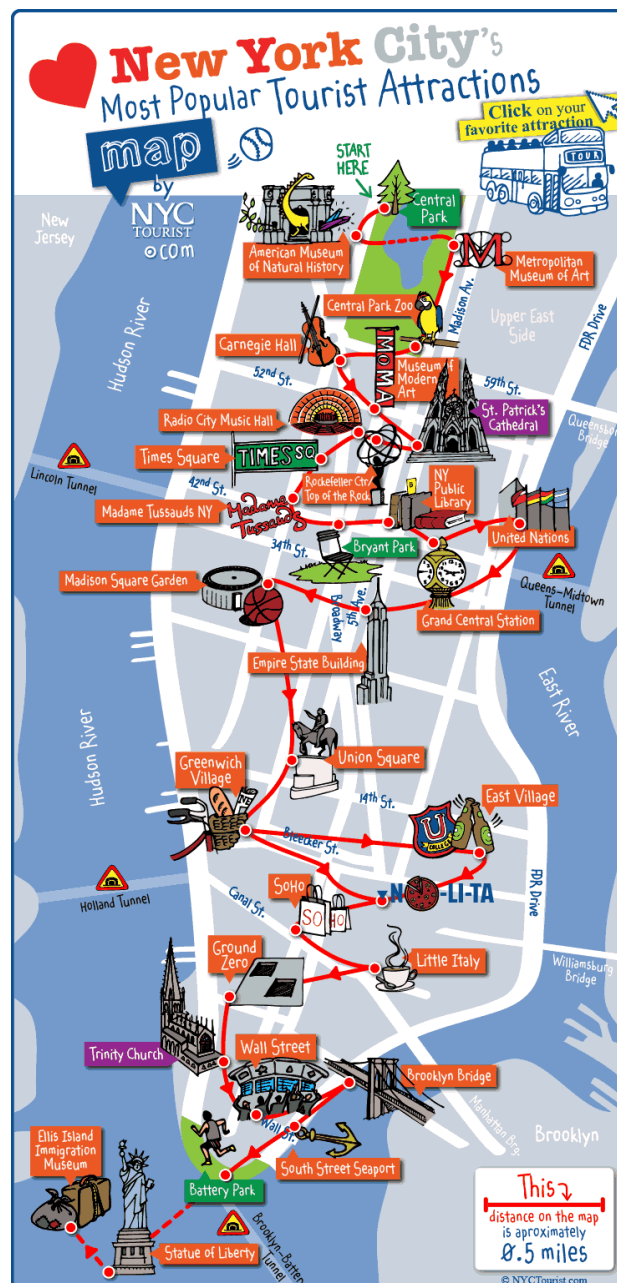 New York City's
Most Popular Tourist Attractions
Click on your
favorite attraction
TOUR
map
by
NYC
TOURIST
.com
START
HERE
New
Jersey
Central
Park
American Museum
of Natural History
M
Metropolitan
Museum of Art
Madison Av.
Central Park Zoo
Upper East
Side
FDR Drive
Hudson River
Carnegie Hall
MOMA
Museum of
Modern
Art
52nd St.
59th St.
Radio City Music Hall
St. Patrick's
Cathedral
Queensboro
Bridge
Times Square
TIMES SQ
Rockefeller Ctr.
Top of the Rock
NY
Public
Library
Lincoln Tunnel
42nd St.
Madame Tussauds NY
Madame
Tussauds
United Nations
34th St.
Bryant Park
Madison Square Garden
Queens-Midtown
Tunnel
Broadway
5th Ave.
Grand Central Station
Empire State Building
East River
Hudson River
Union Square
Greenwich
Village
NY
14th St.
East Village
U
COLLEGE
Bleecker St.
FDR Drive
Holland Tunnel
SoHo
SO HO
N LI-TA
Canal St.
Ground
Zero
Little Italy
Williamsburg
Bridge
Trinity Church
Wall Street
Brooklyn Bridge
Wall St.
Manhattan Brg.
Brooklyn
South Street Seaport
Ellis Island
Immigration
Museum
Battery Park
Statue of Liberty
Brooklyn-Battery
Tunnel
This
distance on the map
is aproximately
0.5 miles
© NYCTourist.com